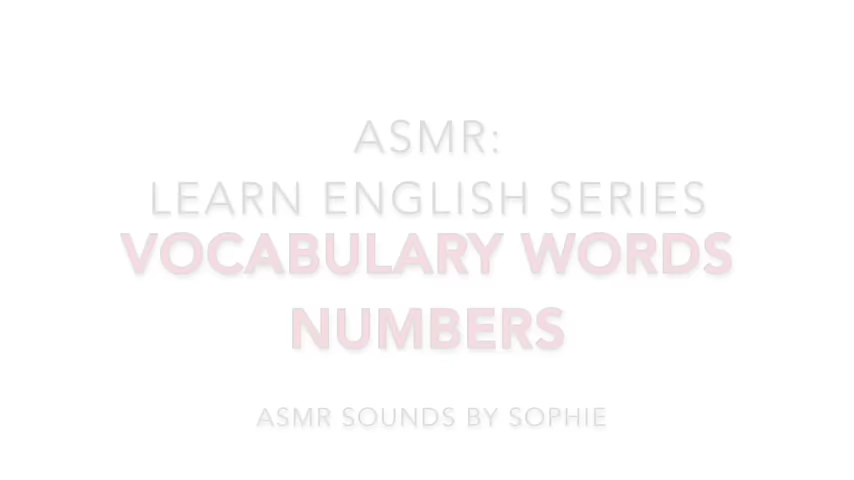 ASMR:
LEARN ENGLISH SERIES
VOCABULARY WORDS
NUMBERS
ASMR SOUNDS BY SOPHIE